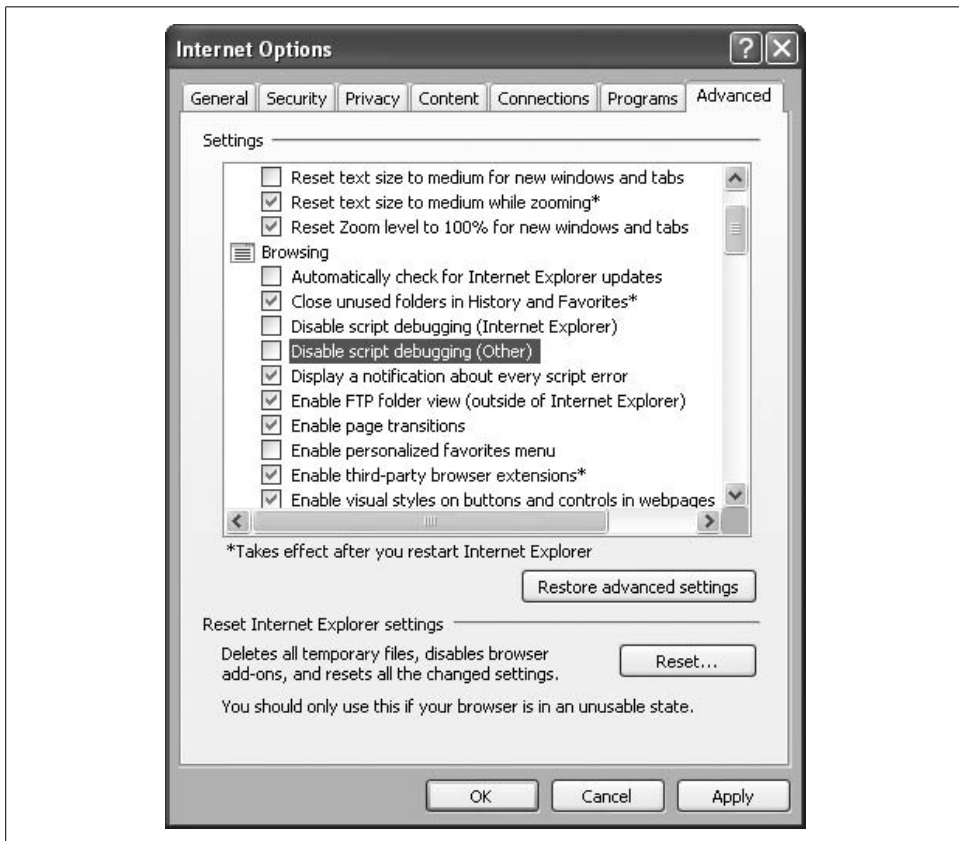 Internet Options
General Security Privacy Content Connections Programs Advanced
Settings
Reset text size to medium for new windows and tabs
Reset text size to medium while zooming*
Reset Zoom level to 100% for new windows and tabs
Browsing
Automatically check for Internet Explorer updates
Close unused folders in History and Favorites*
Disable script debugging (Internet Explorer)
Disable script debugging (Other)
Display a notification about every script error
Enable FTP folder view (outside of Internet Explorer)
Enable page transitions
Enable personalized favorites menu
Enable third-party browser extensions*
Enable visual styles on buttons and controls in webpages
*Takes effect after you restart Internet Explorer
Restore advanced settings
Reset Internet Explorer settings
Deletes all temporary files, disables browser
add-ons, and resets all the changed settings.
Reset...
You should only use this if your browser is in an unusable state.
OK Cancel Apply